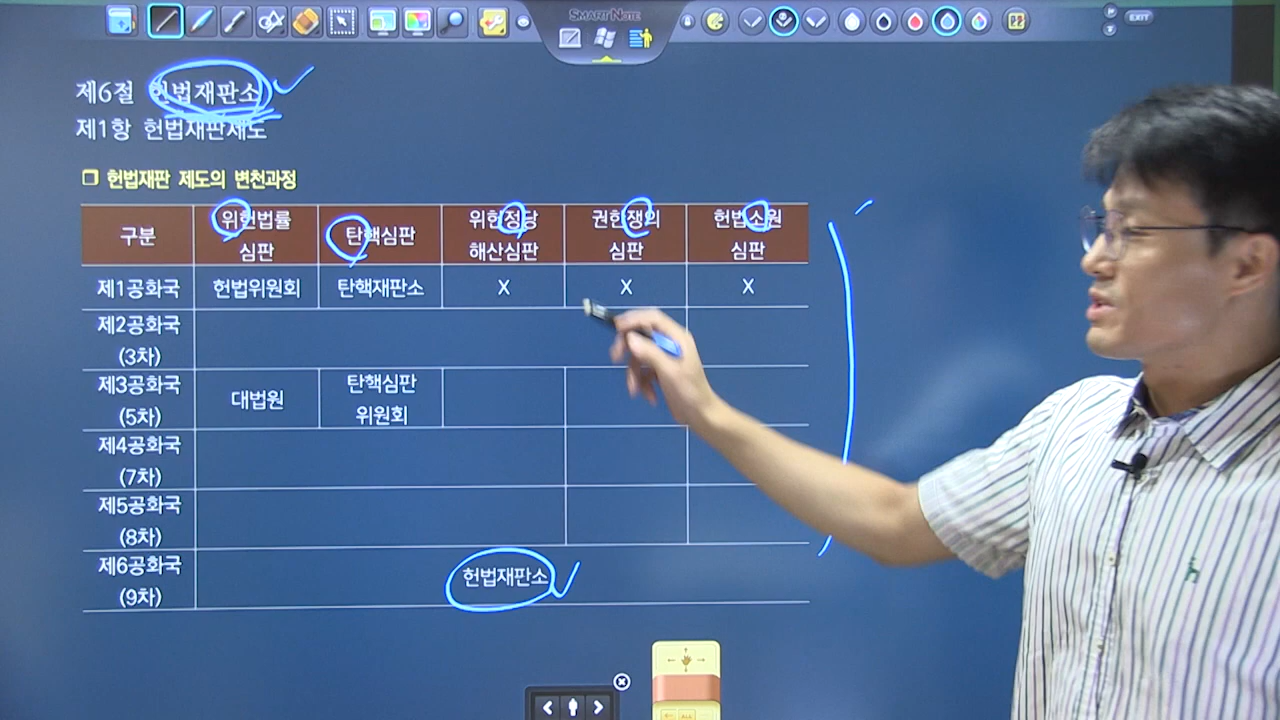 SMART NOTE
EXIT
제6절 헌법재판소
제1항 헌법재판제도
❒ 헌법재판 제도의 변천과정
구분 위헌법률 심판 탄핵심판 위헌정당 해산심판 권한쟁의 심판 헌법소원 심판
제1공화국 헌법위원회 탄핵재판소 X X X
제2공화국
(3차)
제3공화국 대법원 탄핵심판
(5차) 위원회
제4공화국
(7차)
제5공화국
(8차)
제6공화국 헌법재판소
(9차)